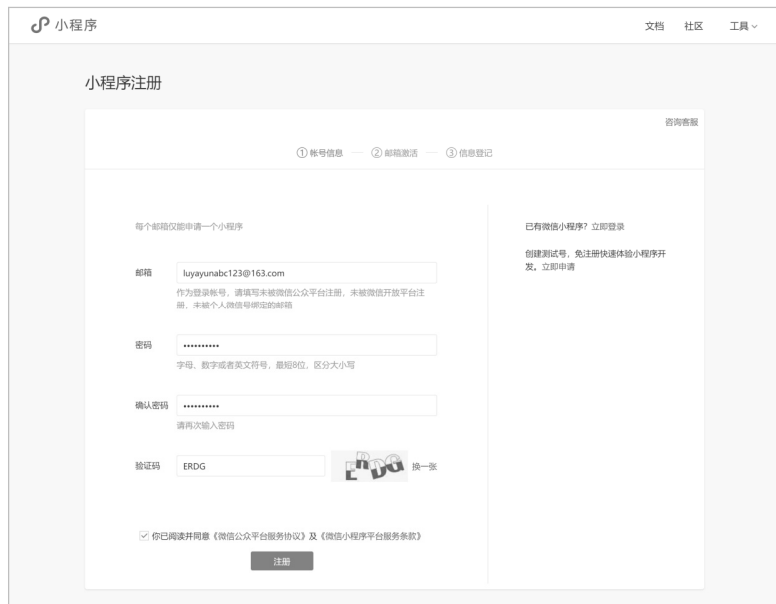 小程序
文档 社区 工具
小程序注册
咨询客服
① 帐号信息 — ② 邮箱激活 — ③ 信息登记
每个邮箱仅能申请一个小程序
邮箱 luyayunabc123@163.com
作为登录帐号，请填写未被微信公众平台注册，未被微信开放平台注
册，未被个人微信号绑定的邮箱
密码 ••••••••••
字母、数字或者英文符号，最短8位，区分大小写
确认密码 ••••••••••
请再次输入密码
验证码 ERDG ERDG 换一张
你已阅读并同意《微信公众平台服务协议》及《微信小程序平台服务条款》
注册
已有微信小程序？立即登录
创建测试号，免注册快速体验小程序开
发。立即申请